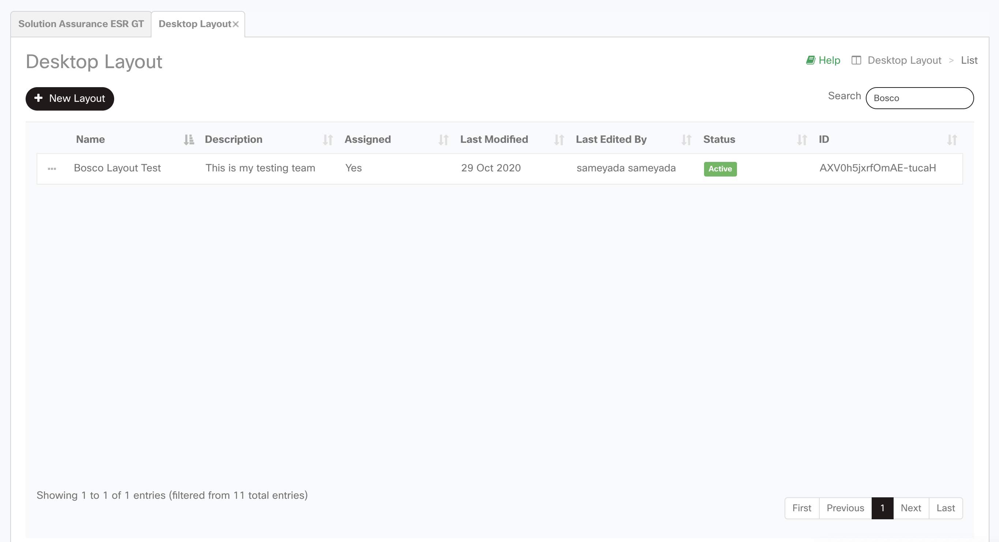 Solution Assurance ESR GT
Desktop Layout
Desktop Layout
Help Desktop Layout > List
New Layout
Search Bosco
Name Description Assigned Last Modified Last Edited By Status ID
Bosco Layout Test This is my testing team Yes 29 Oct 2020 sameyada sameyada Active AXV0h5jxrfOmAE-tucaH
Showing 1 to 1 of 1 entries (filtered from 11 total entries)
First Previous 1 Next Last